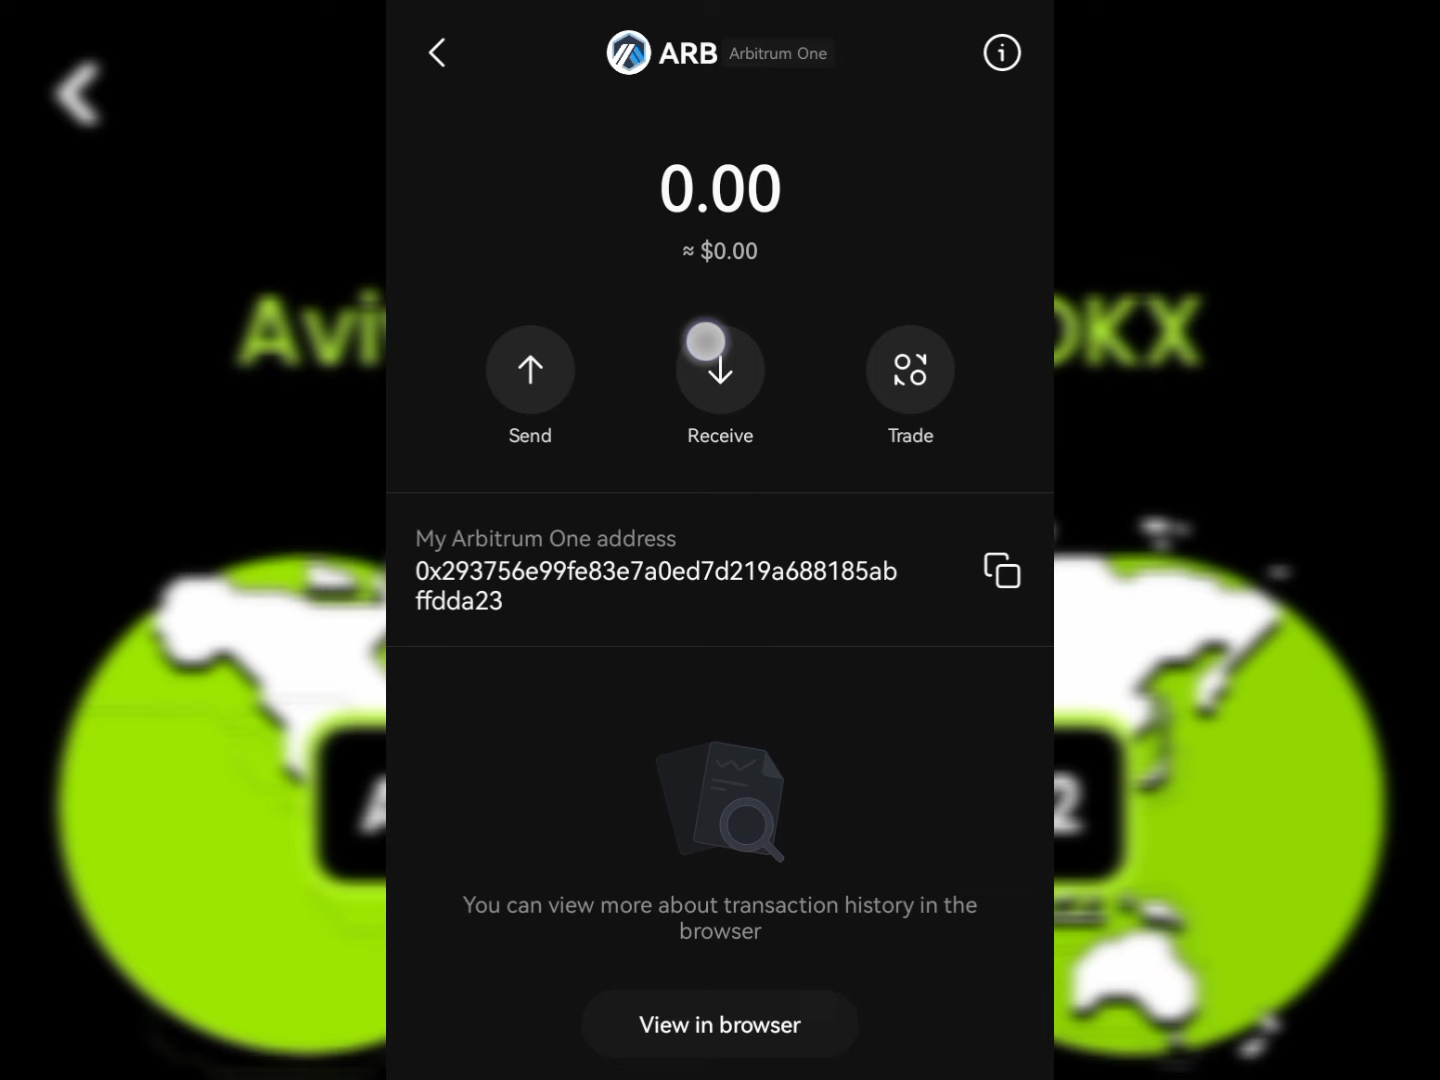 ARB Arbitrum One
0.00
≈ $0.00
Send
Receive
Trade
My Arbitrum One address
0x293756e99fe83e7a0ed7d219a688185ab
ffdda23
You can view more about transaction history in the
browser
View in browser